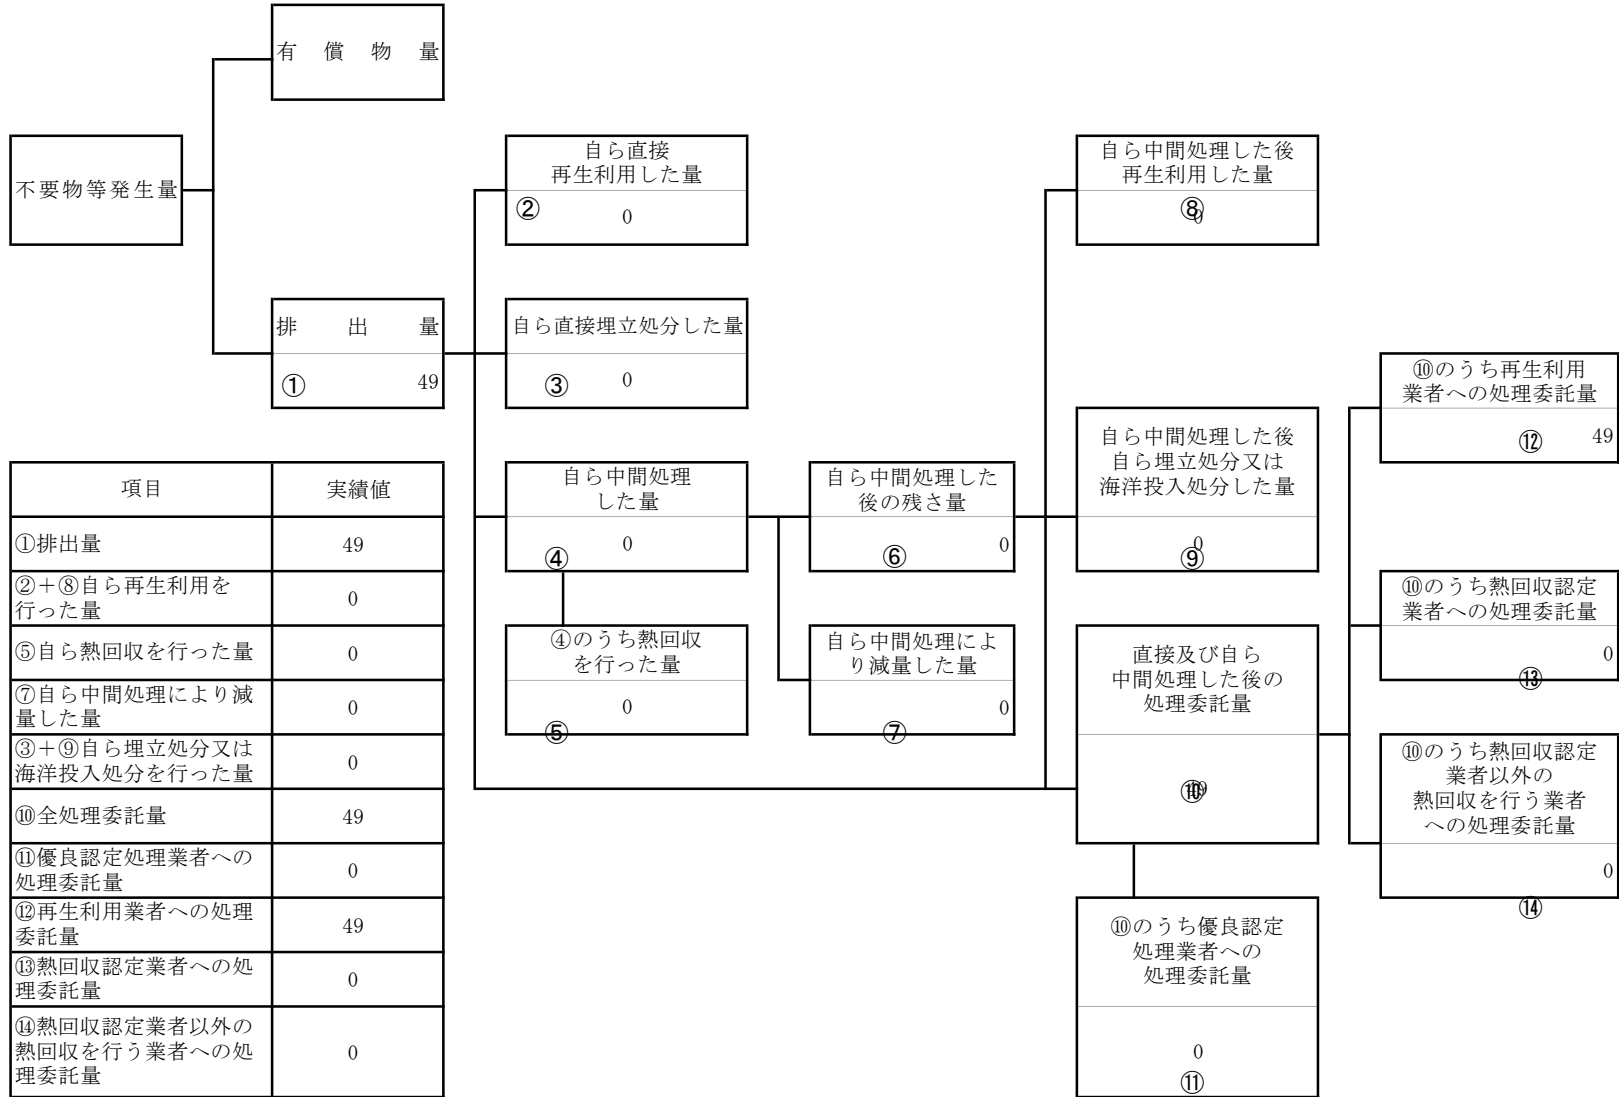 有償物量
不要物等発生量
自ら直接
再生利用した量
②
0
自ら中間処理した後
再生利用した量
⑧
0
排出量
①
49
自ら直接埋立処分した量
③
0
⑩のうち再生利用
業者への処理委託量
⑫
49
自ら中間処理
した量
④
0
自ら中間処理した
後の残さ量
⑥
0
自ら中間処理した後
自ら埋立処分又は
海洋投入処分した量
⑨
0
⑩のうち熱回収認定
業者への処理委託量
⑬
0
④のうち熱回収
を行った量
⑤
0
自ら中間処理によ
り減量した量
⑦
0
直接及び自ら
中間処理した後の
処理委託量
⑩
49
⑩のうち熱回収認定
業者以外の
熱回収を行う業者
への処理委託量
⑭
0
⑩のうち優良認定
処理業者への
処理委託量
0
⑪
項目 実績値
①排出量 49
②＋⑧自ら再生利用を
行った量 0
⑤自ら熱回収を行った量 0
⑦自ら中間処理により減
量した量 0
③＋⑨自ら埋立処分又は
海洋投入処分を行った量 0
⑩全処理委託量 49
⑪優良認定処理業者への
処理委託量 0
⑫再生利用業者への処理
委託量 49
⑬熱回収認定業者への処
理委託量 0
⑭熱回収認定業者以外の
熱回収を行う業者への処
理委託量 0